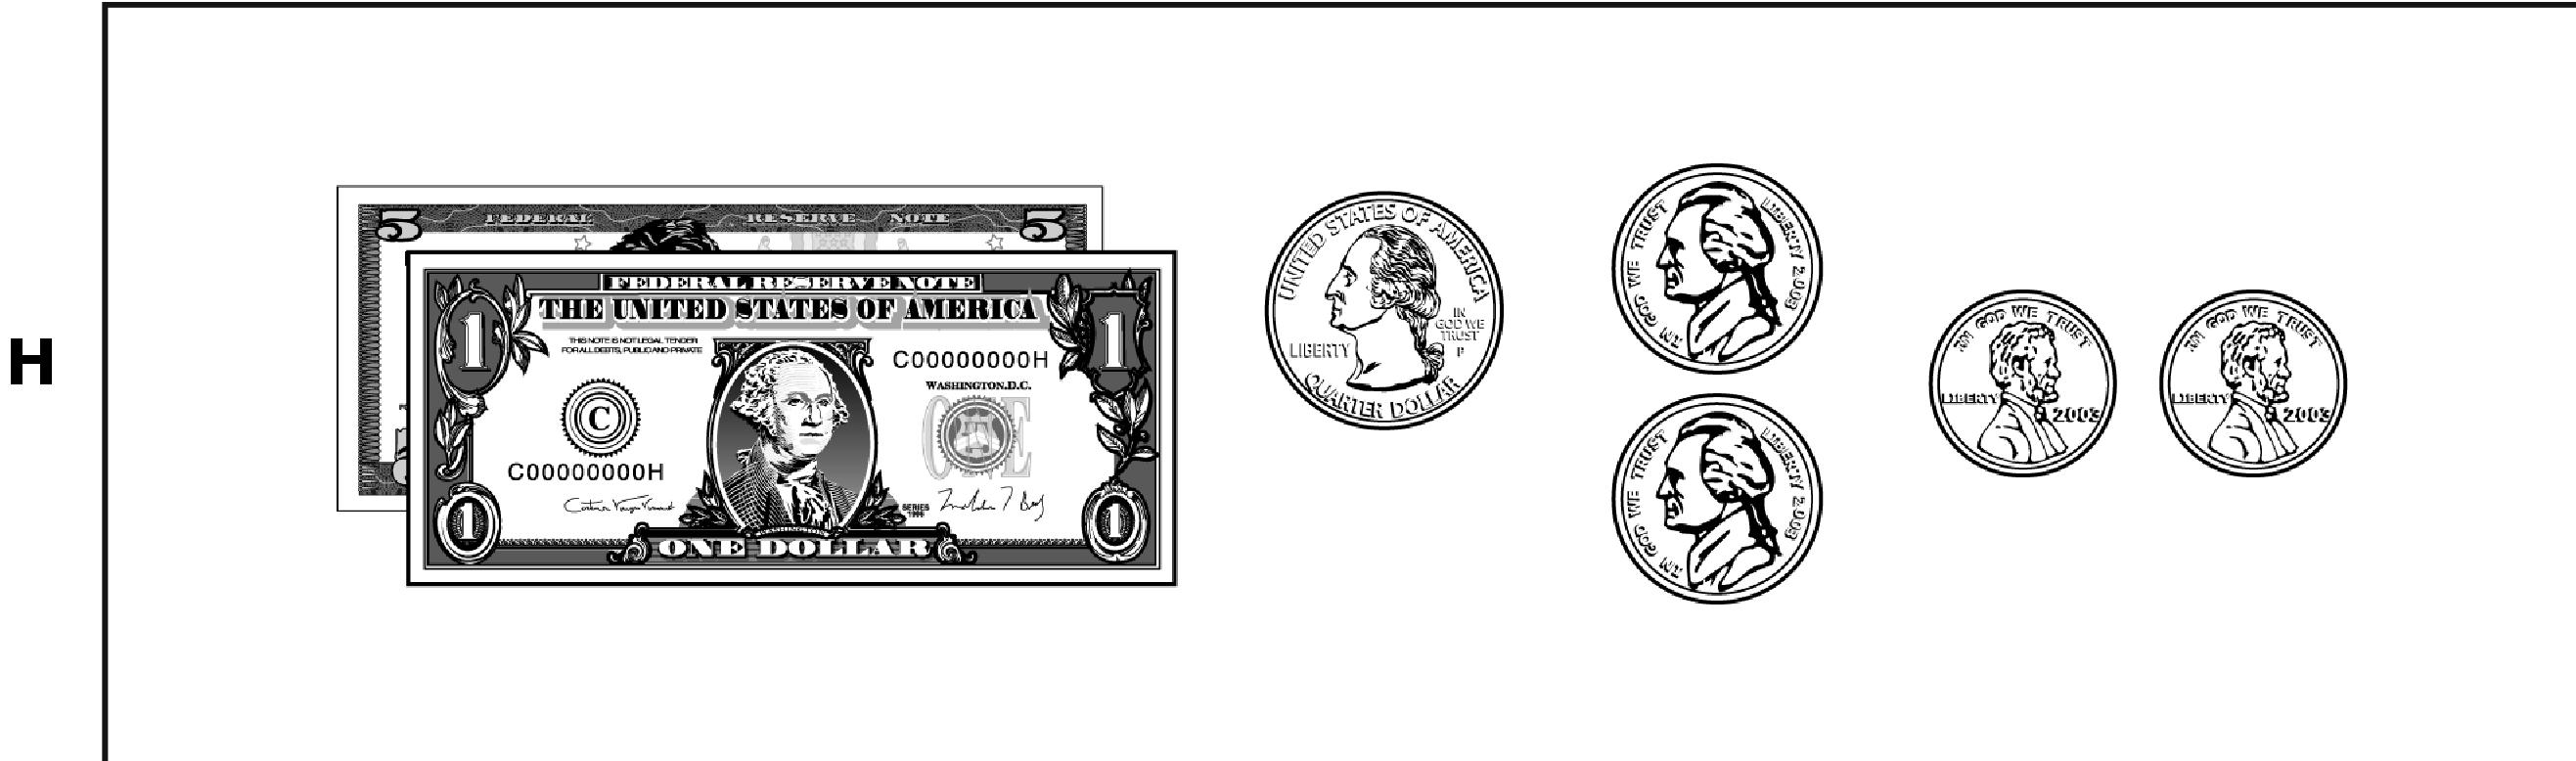 H
5 FEDERAL RESERVE NOTE 5
FEDERAL RESERVE NOTE
THE UNITED STATES OF AMERICA
1 1
THIS NOTE IS NOT LEGAL TENDER
FOR ALL DEBTS, PUBLIC AND PRIVATE
C00000000H
WASHINGTON, D.C.
C
ONE
C00000000H
SERIES
WASHINGTON
1 1
ONE DOLLAR
UNITED STATES OF AMERICA
IN
GOD WE
TRUST
P
LIBERTY
QUARTER DOLLAR
IN GOD WE TRUST
LIBERTY 2003
IN GOD WE TRUST
LIBERTY 2003
IN GOD WE TRUST
LIBERTY
2003
IN GOD WE TRUST
LIBERTY
2003